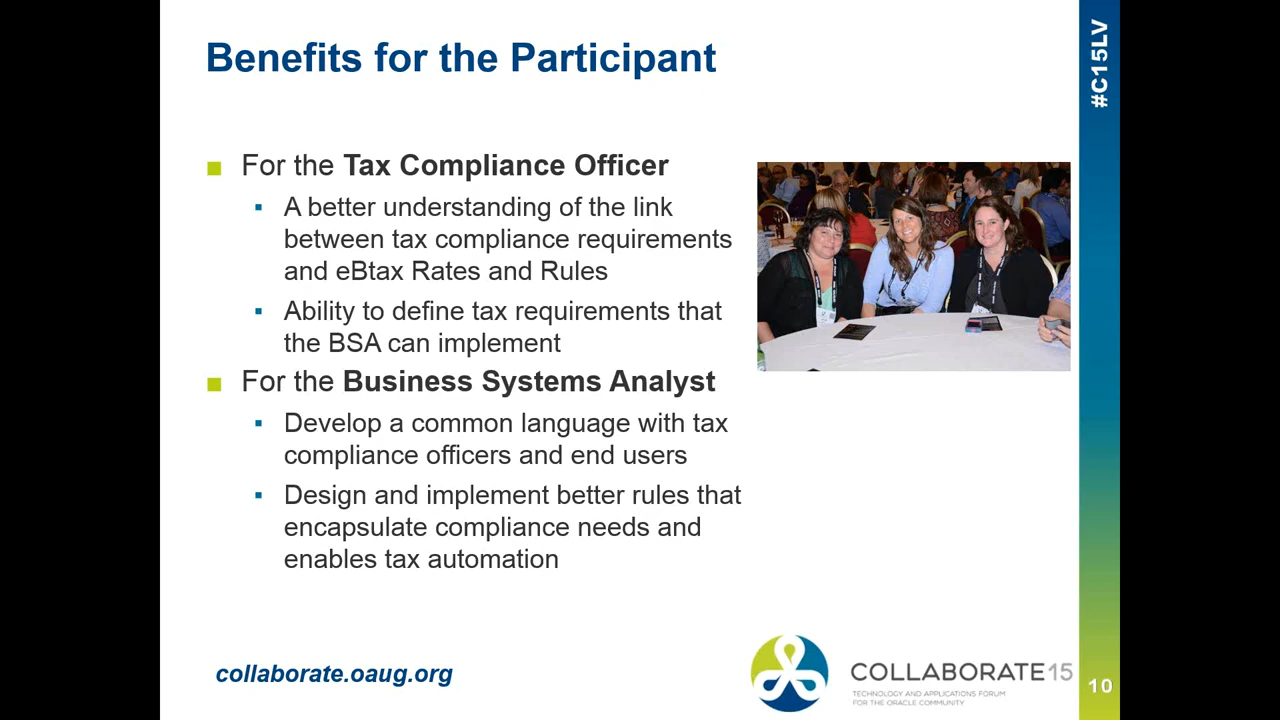 Benefits for the Participant
#C15LV
For the Tax Compliance Officer
A better understanding of the link
between tax compliance requirements
and eBtax Rates and Rules
Ability to define tax requirements that
the BSA can implement
For the Business Systems Analyst
Develop a common language with tax
compliance officers and end users
Design and implement better rules that
encapsulate compliance needs and
enables tax automation
collaborate.oaug.org
COLLABORATE15
TECHNOLOGY AND APPLICATIONS FORUM
FOR THE ORACLE COMMUNITY
10